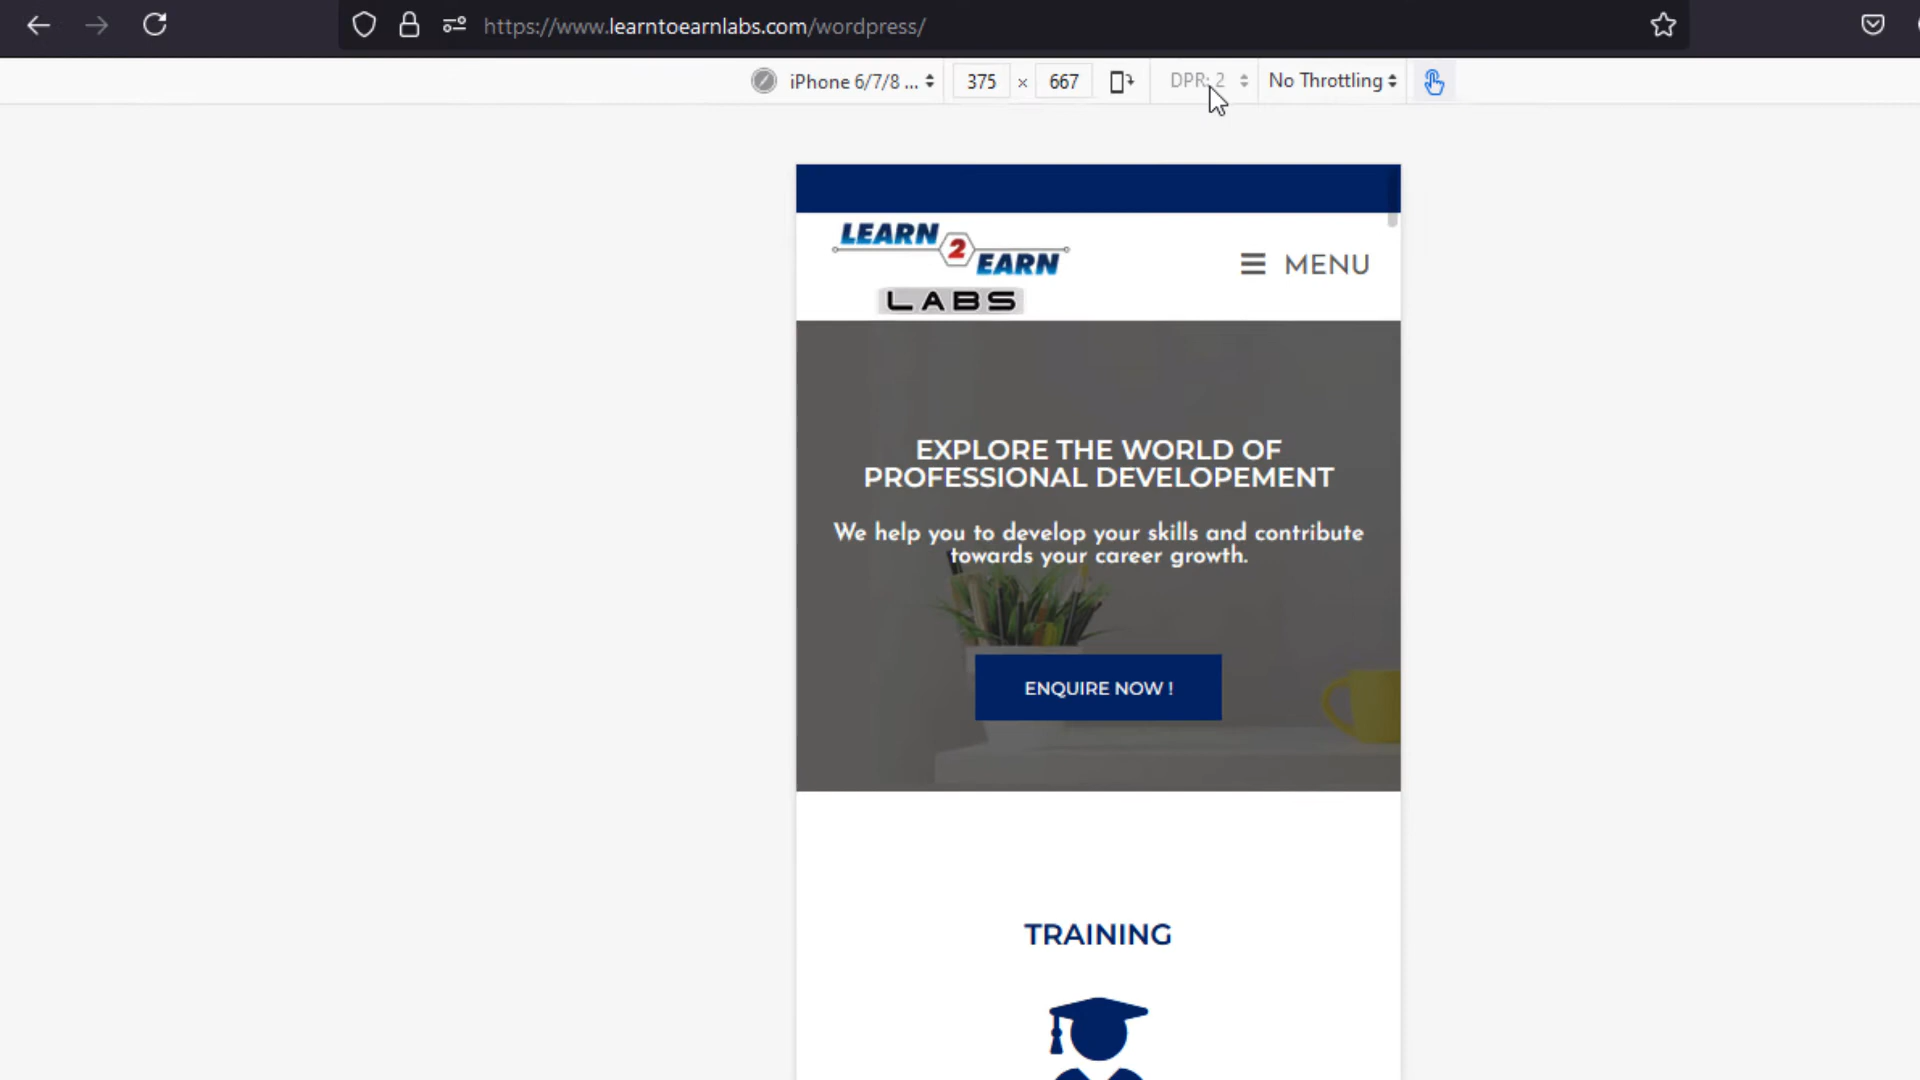 https://www.learntoearnlabs.com/wordpress/
iPhone 6/7/8 ... 375 × 667 DPR: 2 No Throttling
LEARN 2 EARN
LABS
MENU
EXPLORE THE WORLD OF
PROFESSIONAL DEVELOPEMENT
We help you to develop your skills and contribute
towards your career growth.
ENQUIRE NOW !
TRAINING